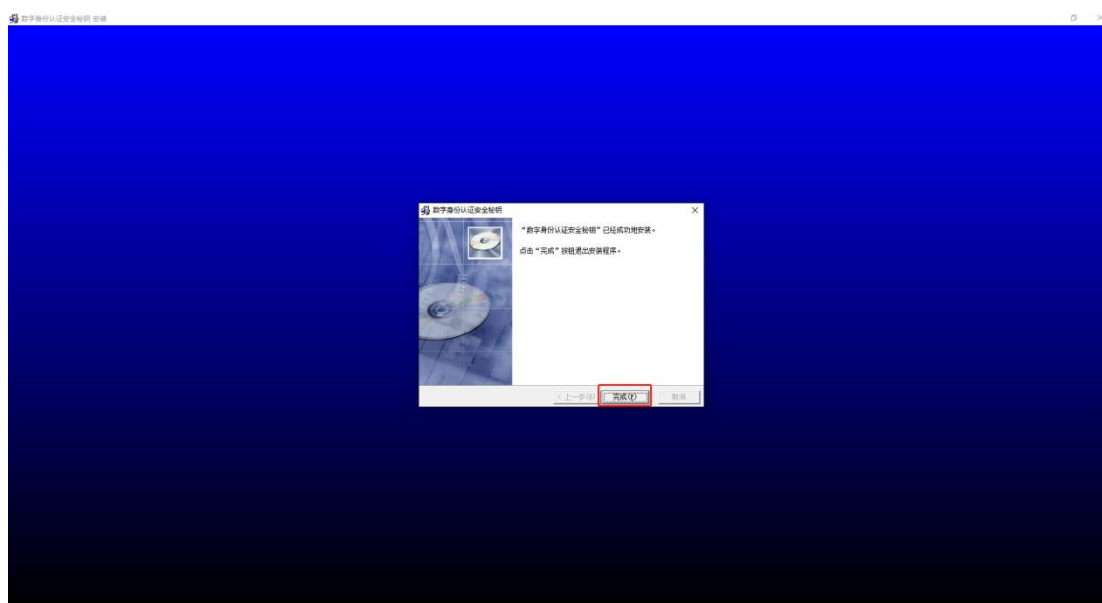 数字身份认证安全秘钥 安装
数字身份认证安全秘钥
“数字身份认证安全秘钥”已经成功地安装。
点击“完成”按钮退出安装程序。
< 上一步(B)
完成(F)
取消